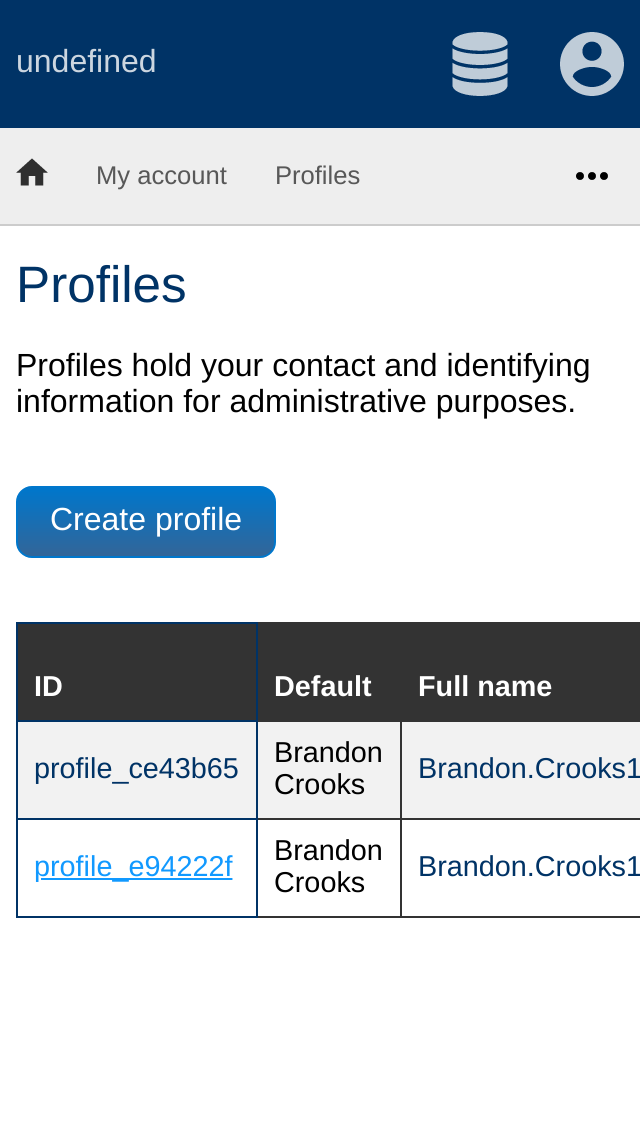 undefined
My account Profiles
Profiles
Profiles hold your contact and identifying
information for administrative purposes.
Create profile
ID Default Full name
profile_ce43b65 Brandon Crooks Brandon.Crooks1
profile_e94222f Brandon Crooks Brandon.Crooks1